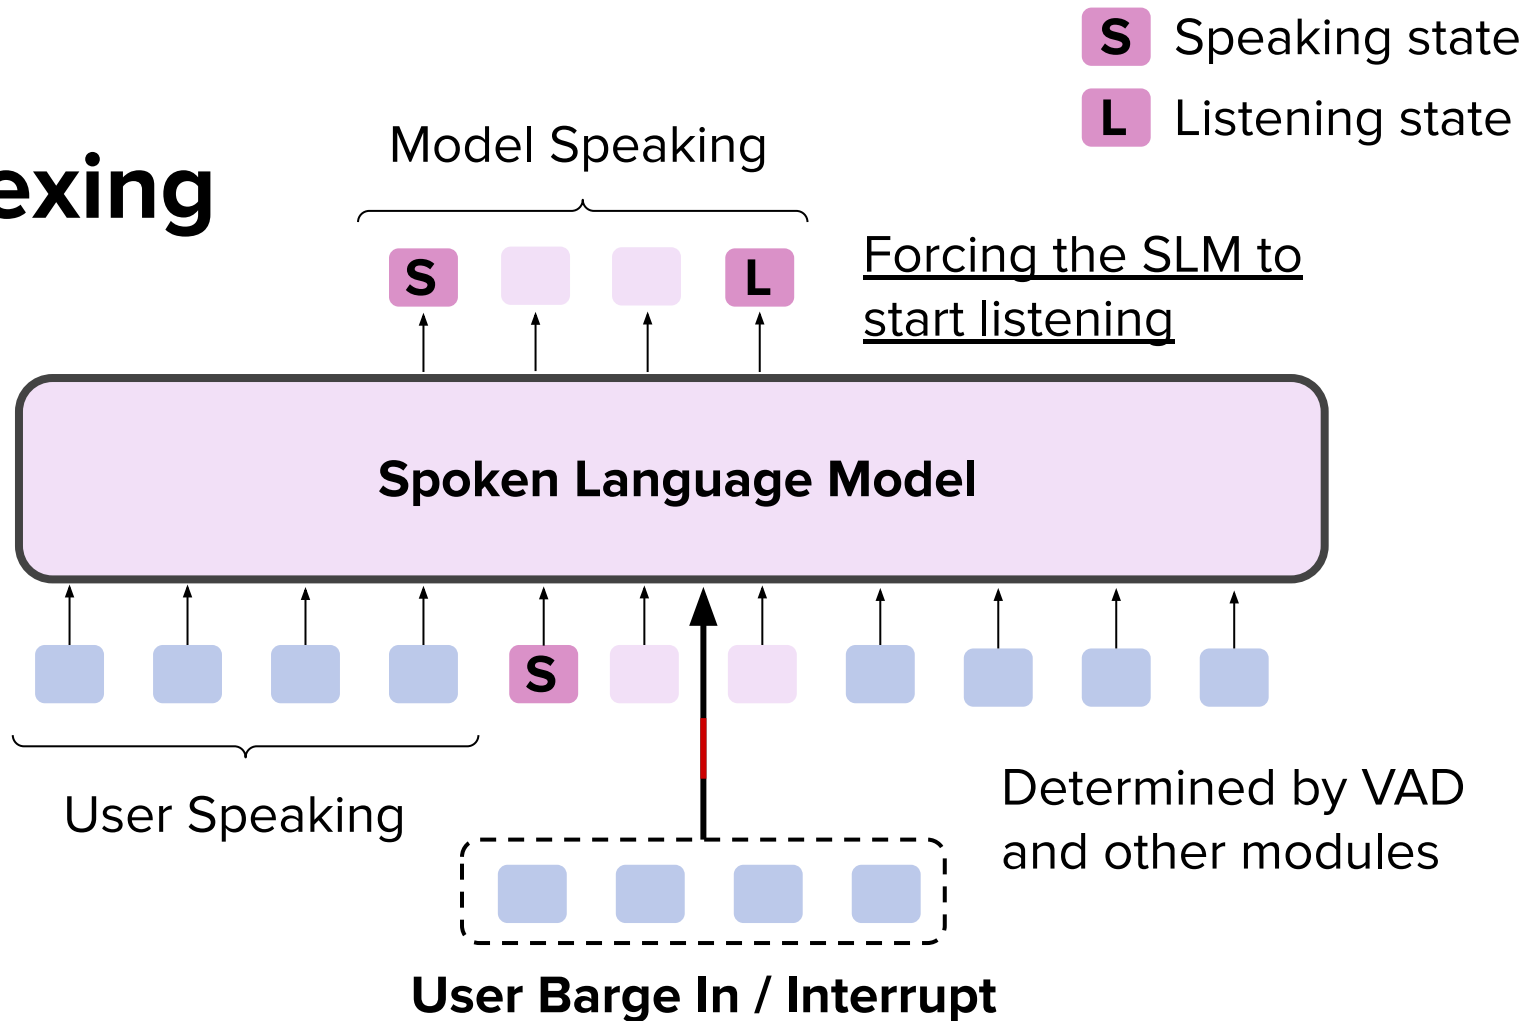 S Speaking state
L Listening state
Model Speaking
exing
S
L
Forcing the SLM to
start listening
Spoken Language Model
S
User Speaking
Determined by VAD
and other modules
User Barge In / Interrupt